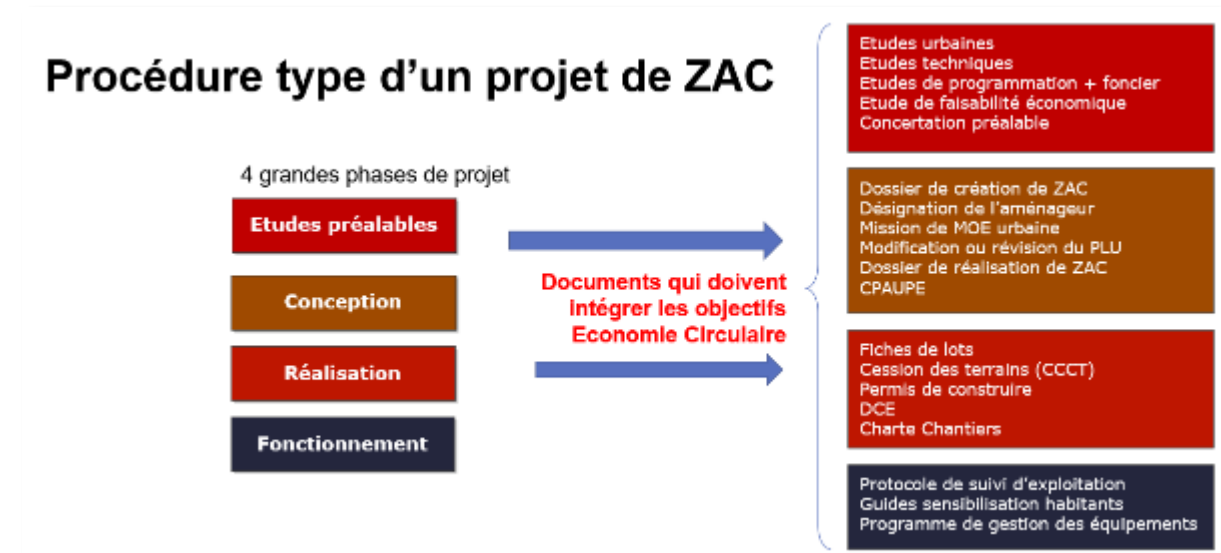 Procédure type d'un projet de ZAC
4 grandes phases de projet
Etudes préalables
Conception
Réalisation
Fonctionnement
Documents qui doivent
intégrer les objectifs
Economie Circulaire
Etudes urbaines
Etudes techniques
Etudes de programmation + foncier
Etude de faisabilité économique
Concertation préalable
Dossier de création de ZAC
Désignation de l'aménageur
Mission de MOE urbaine
Modification ou révision du PLU
Dossier de réalisation de ZAC
CPAUPE
Fiches de lots
Cession des terrains (CCCT)
Permis de construire
DCE
Charte Chantiers
Protocole de suivi d'exploitation
Guides sensibilisation habitants
Programme de gestion des équipements